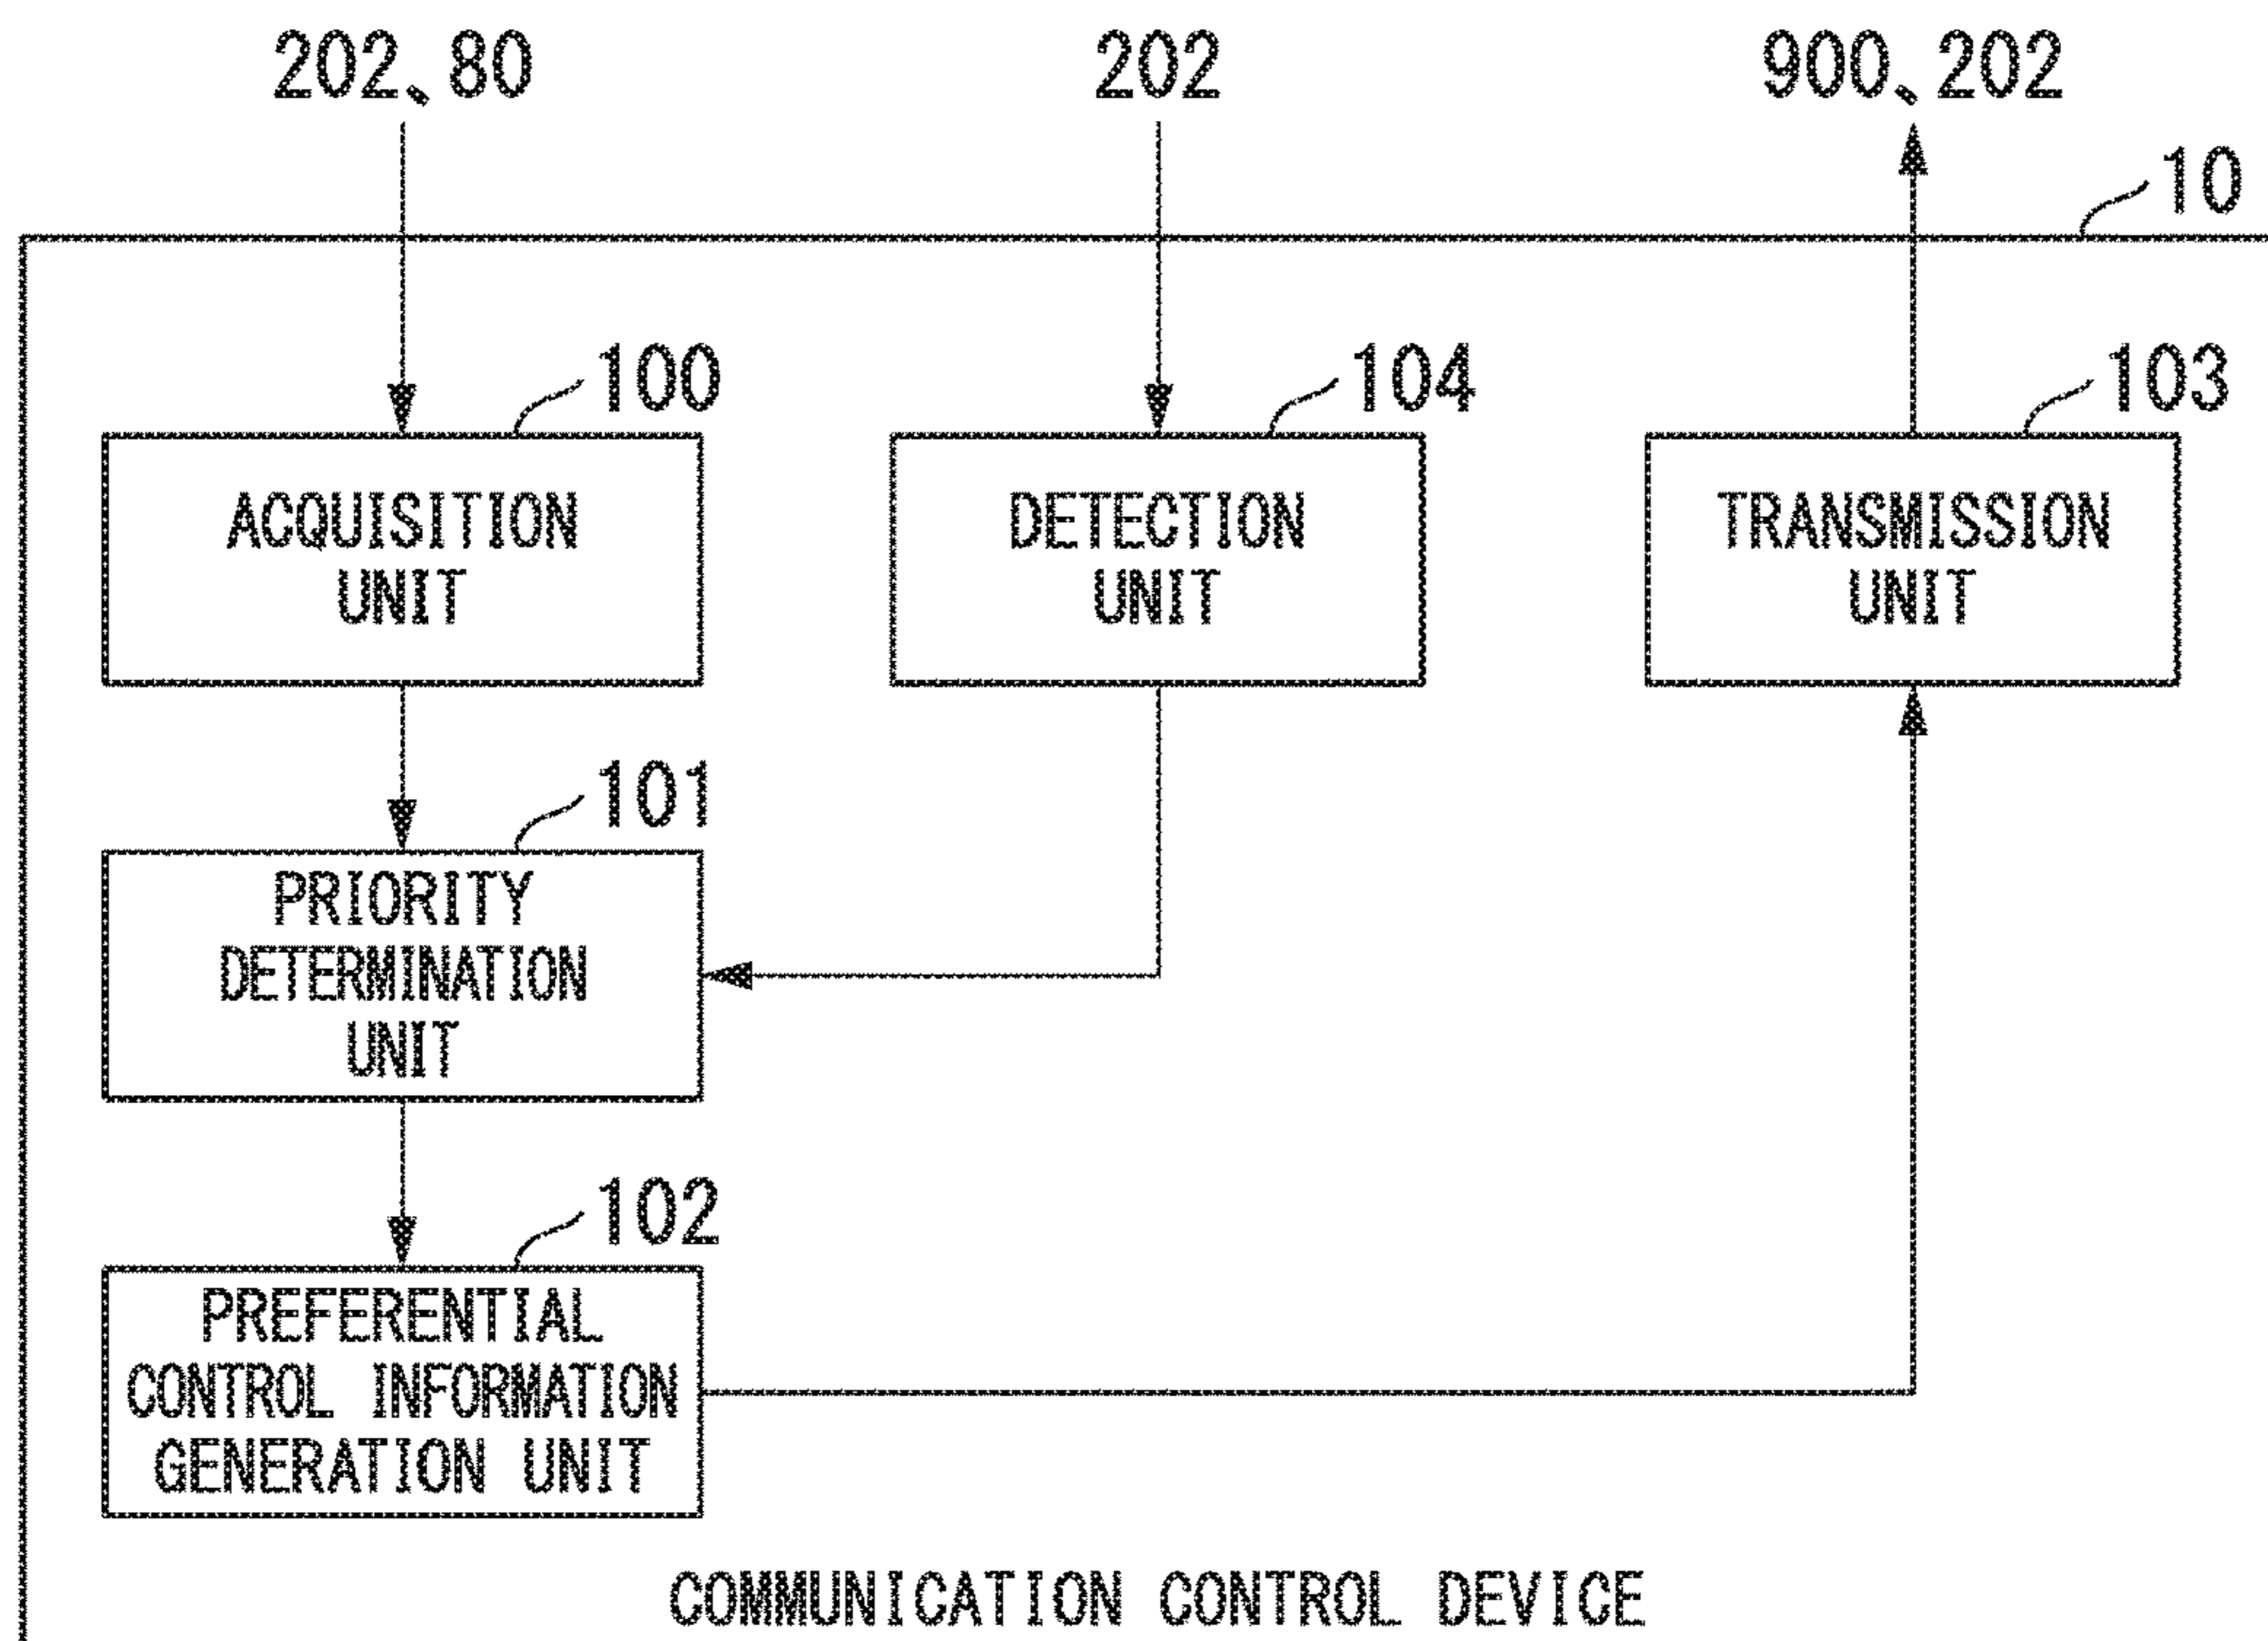 202、80
202
900、202
10
100
104
103
ACQUISITION
UNIT
DETECTION
UNIT
TRANSMISSION
UNIT
101
PRIORITY
DETERMINATION
UNIT
102
PREFERENTIAL
CONTROL INFORMATION
GENERATION UNIT
COMMUNICATION CONTROL DEVICE